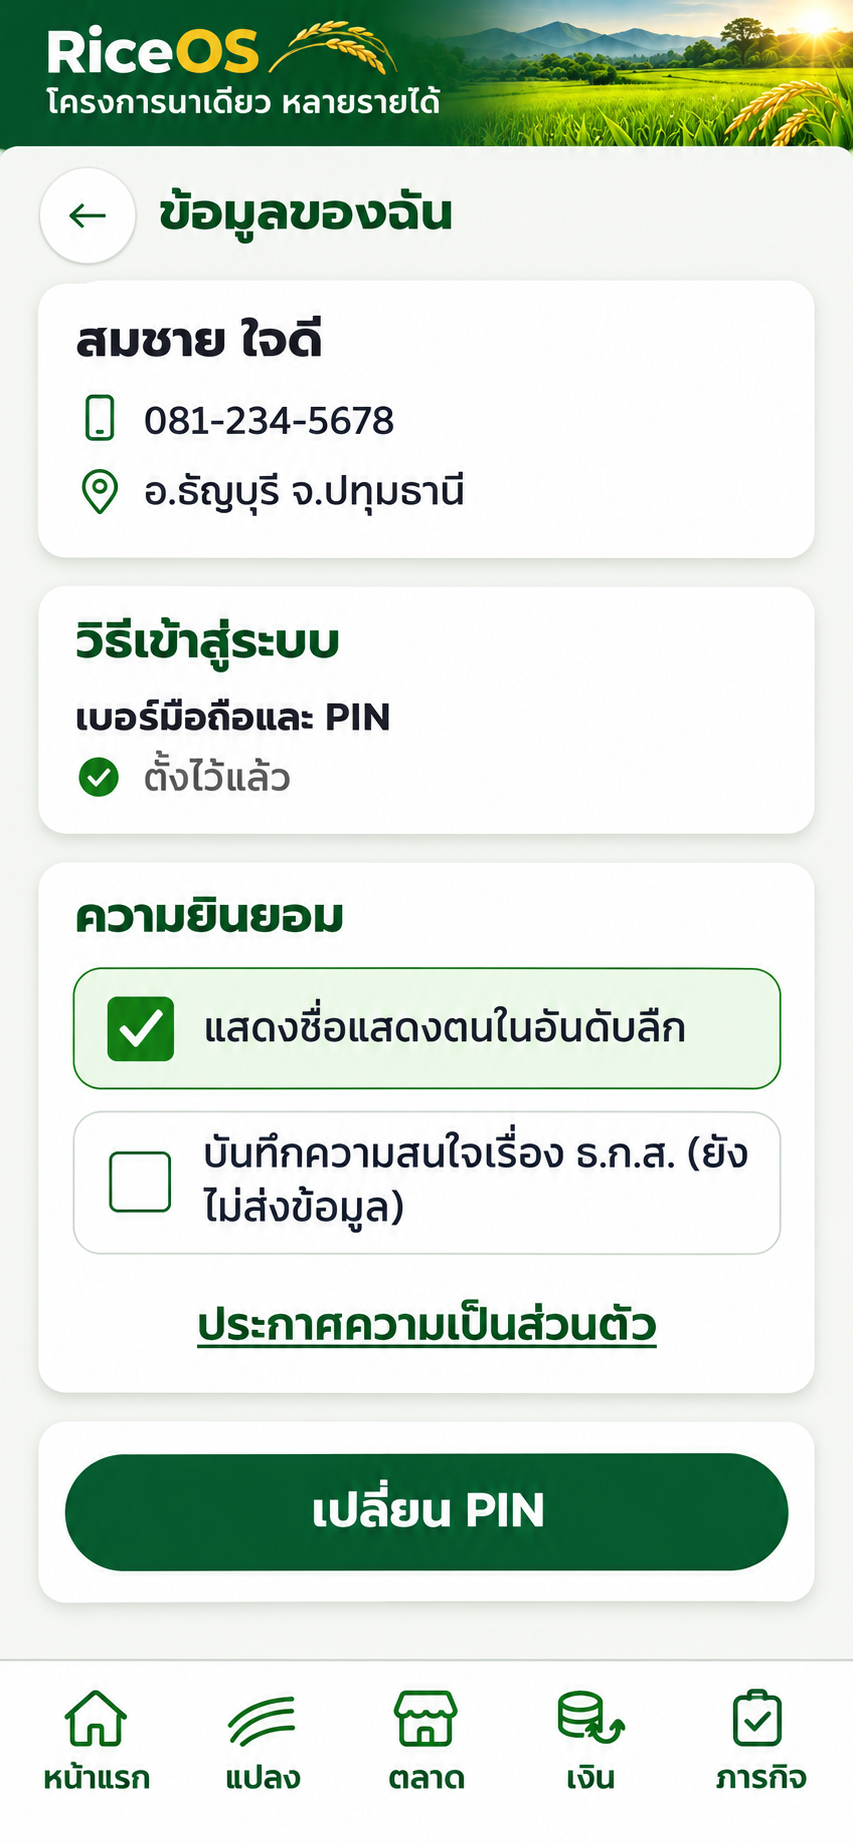 RiceOS
โครงการนาเดียว หลายรายได้
ข้อมูลของฉัน
สมชาย ใจดี
081-234-5678
อ.ธัญบุรี จ.ปทุมธานี
วิธีเข้าสู่ระบบ
เบอร์มือถือและ PIN
ตั้งไว้แล้ว
ความยินยอม
แสดงชื่อแสดงตนในอันดับลึก
บันทึกความสนใจเรื่อง ธ.ก.ส. (ยัง
ไม่ส่งข้อมูล)
ประกาศความเป็นส่วนตัว
เปลี่ยน PIN
หน้าแรก
แปลง
ตลาด
เงิน
ภารกิจ